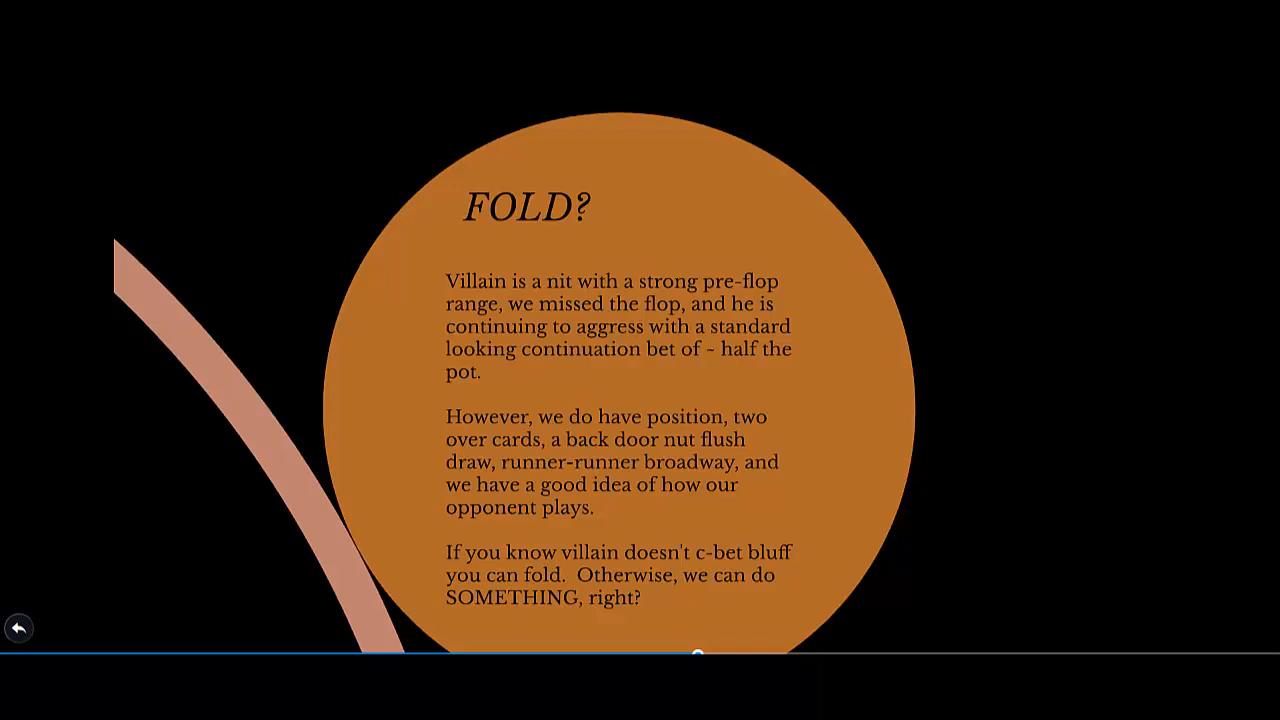 FOLD?
Villain is a nit with a strong pre-flop
range, we missed the flop, and he is
continuing to aggress with a standard
looking continuation bet of ~ half the
pot.
However, we do have position, two
over cards, a back door nut flush
draw, runner-runner broadway, and
we have a good idea of how our
opponent plays.
If you know villain doesn't c-bet bluff
you can fold.  Otherwise, we can do
SOMETHING, right?